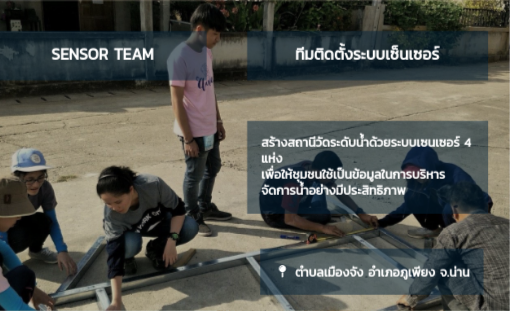 SENSOR TEAM
ทีมติดตั้งระบบเซ็นเซอร์
สร้างสถานีวัดระดับน้ำด้วยระบบเซนเซอร์ 4
แห่ง
เพื่อให้ชุมชนใช้เป็นข้อมูลในการบริหาร
จัดการน้ำอย่างมีประสิทธิภาพ
ตำบลเมืองจัง อำเภอภูเพียง จ.น่าน